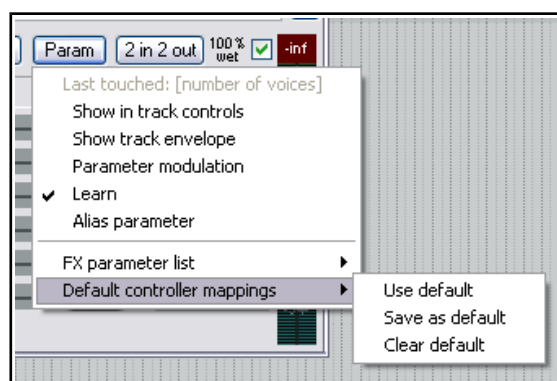 Param
2 in 2 out
100 %
wet
-inf
Last touched: [number of voices]
Show in track controls
Show track envelope
Parameter modulation
Learn
Alias parameter
FX parameter list
Default controller mappings
Use default
Save as default
Clear default